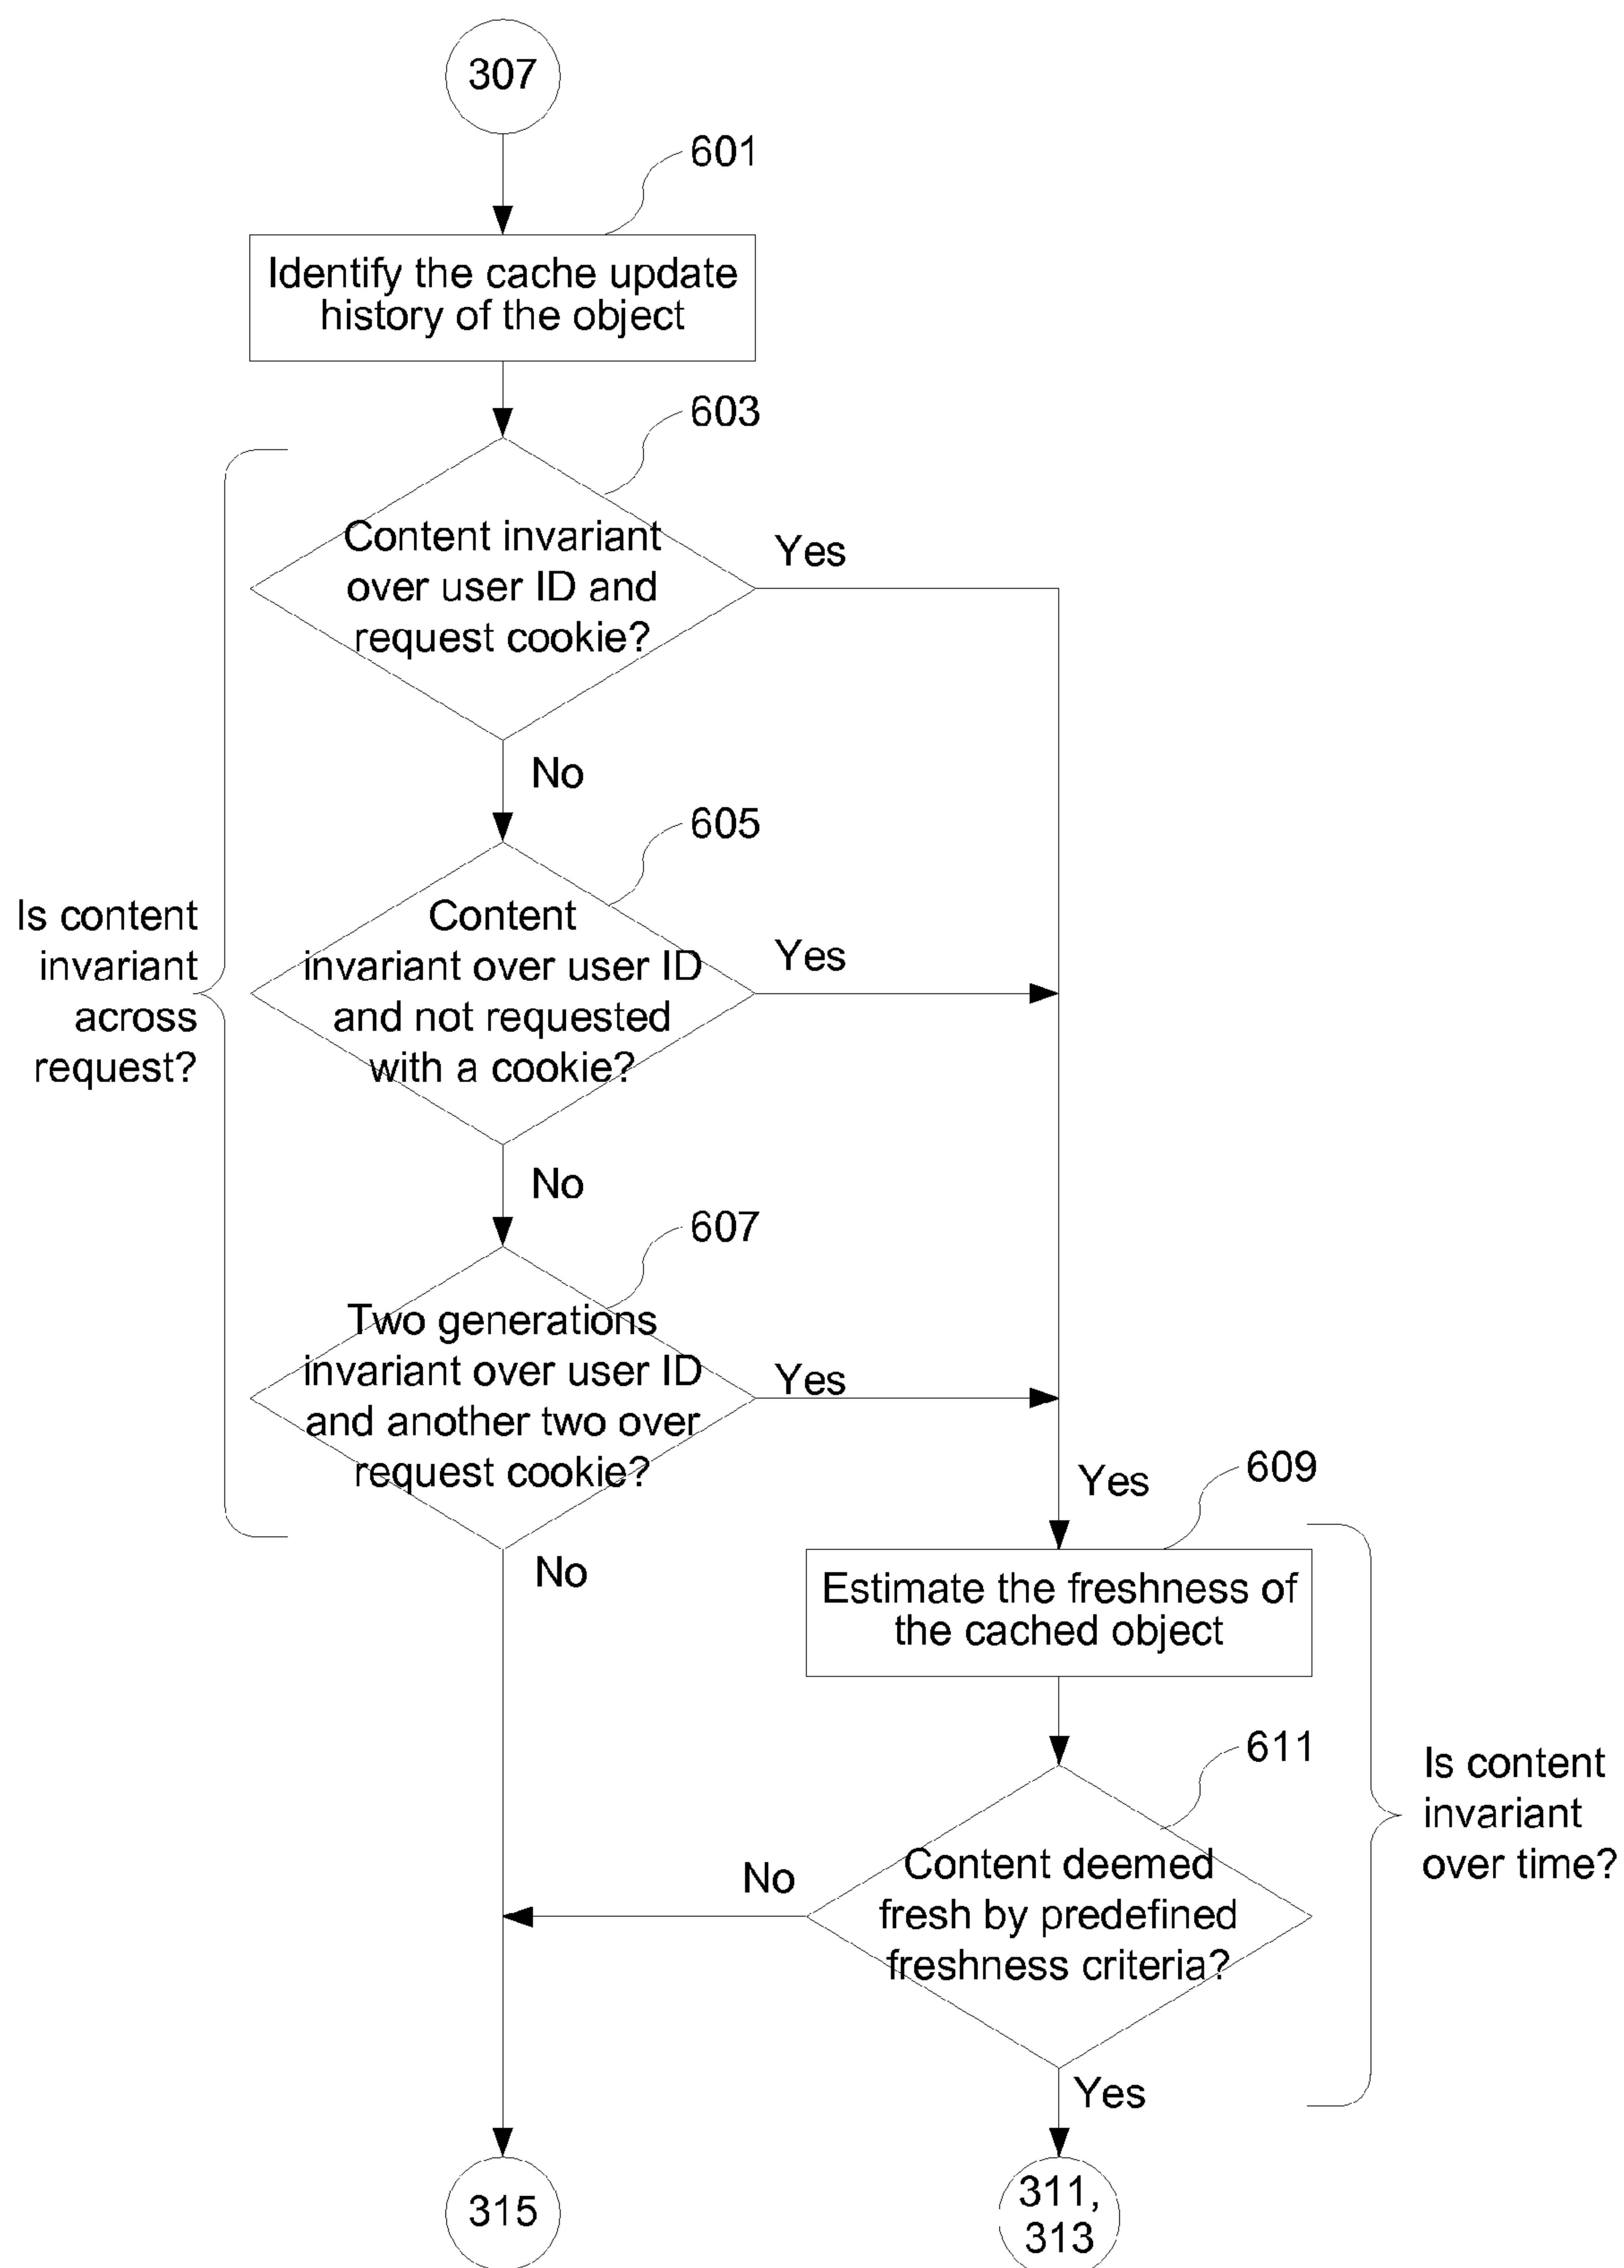 307
601
Identify the cache update
history of the object
603
Content invariant
over user ID and
request cookie?
Yes
No
605
Is content
invariant
across
request?
Content
invariant over user ID
and not requested
with a cookie?
Yes
No
607
Two generations
invariant over user ID
and another two over
request cookie?
Yes
No
Yes
609
Estimate the freshness of
the cached object
611
Content deemed
fresh by predefined
freshness criteria?
Is content
invariant
over time?
No
Yes
315
311,
313